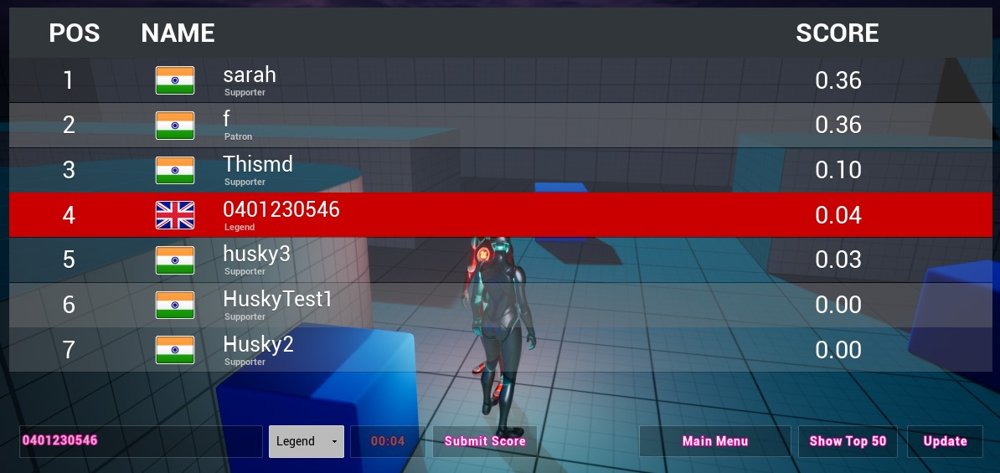 POS NAME SCORE
1 sarah 0.36
Supporter
2 f 0.36
Patron
3 Thismd 0.10
Supporter
4 0401230546 0.04
Legend
5 husky3 0.03
Supporter
6 HuskyTest1 0.00
Supporter
7 Husky2 0.00
Supporter
0401230546 Legend 00:04 Submit Score Main Menu Show Top 50 Update